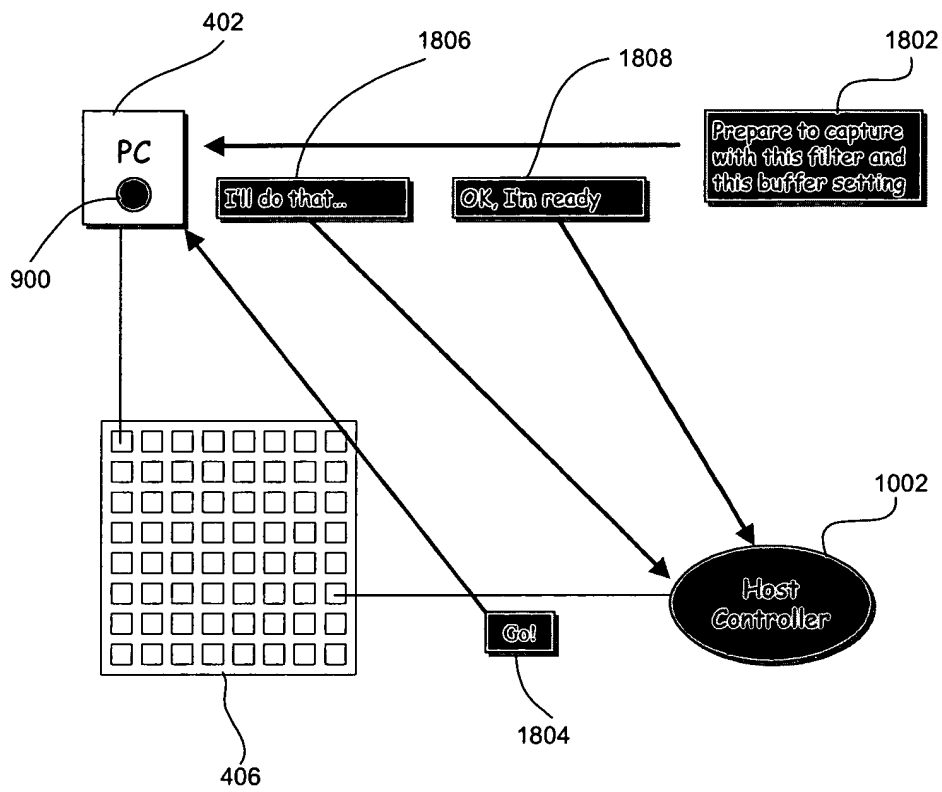 402
1806
1808
1802
PC
Prepare to capture
with this filter and
this buffer setting
I'll do that...
OK, I'm ready
900
1002
Host
Controller
Go!
1804
406